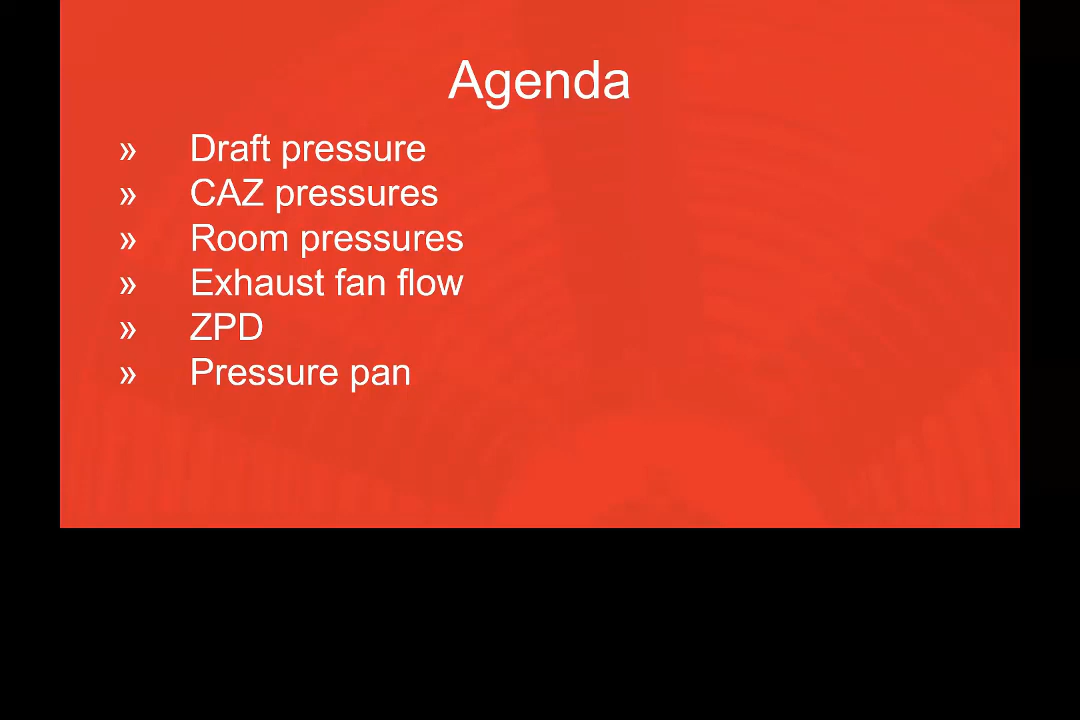 Agenda
» Draft pressure
» CAZ pressures
» Room pressures
» Exhaust fan flow
» ZPD
» Pressure pan